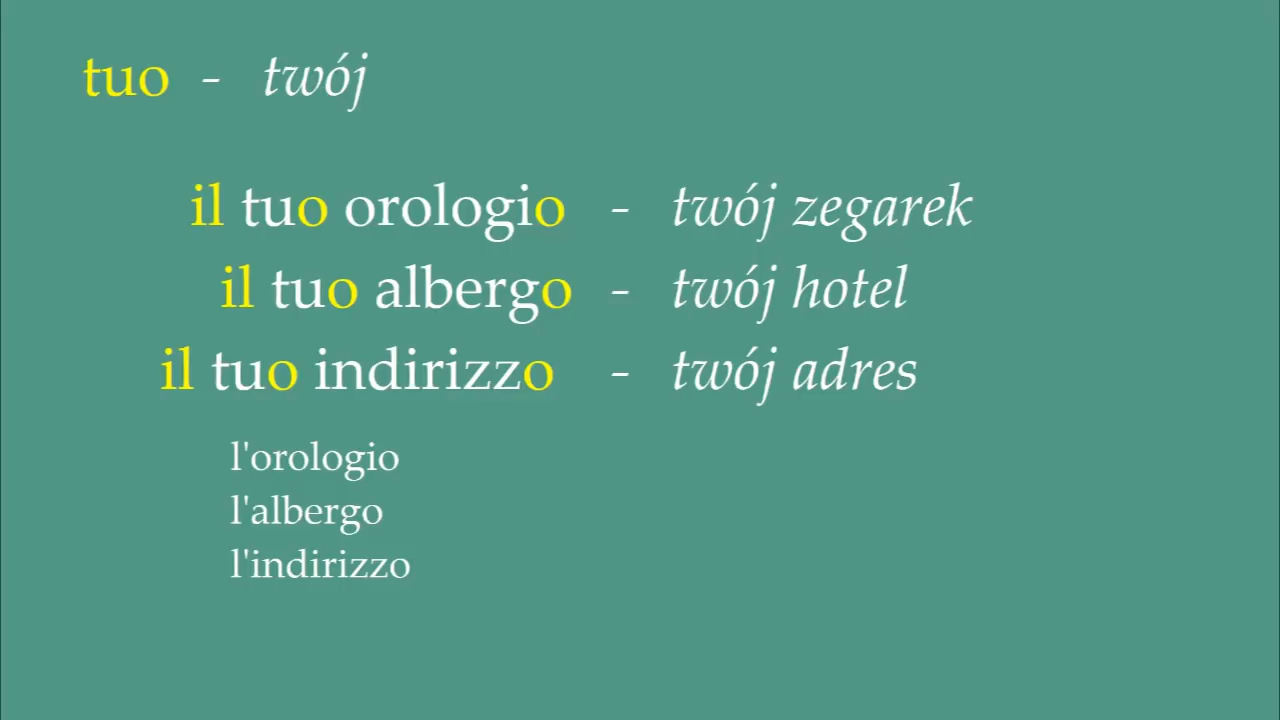 tuo - twój
il tuo orologio - twój zegarek
il tuo albergo - twój hotel
il tuo indirizzo - twój adres
l'orologio
l'albergo
l'indirizzo